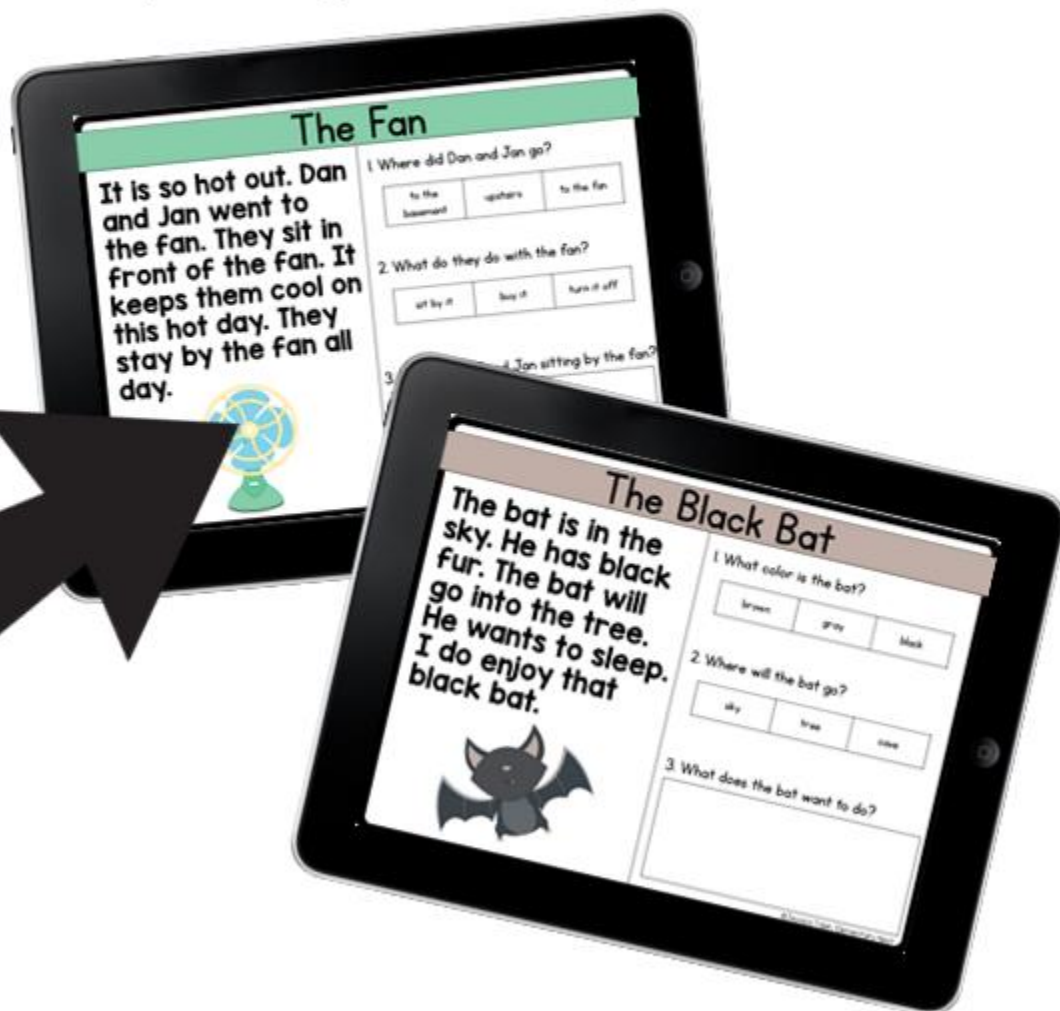 The Fan
It is so hot out. Dan
and Jan went to
the fan. They sit in
front of the fan. It
keeps them cool on
this hot day. They
stay by the fan all
day.
1. Where did Dan and Jan go?
to the
basement
upstairs
to the fan
2. What do they do with the fan?
sit by it
buy it
turn it off
3.
Jan sitting by the fan?
The Black Bat
The bat is in the
sky. He has black
fur. The bat will
go into the tree.
He wants to sleep.
I do enjoy that
black bat.
1. What color is the bat?
brown
gray
black
2. Where will the bat go?
sky
tree
cave
3. What does the bat want to do?